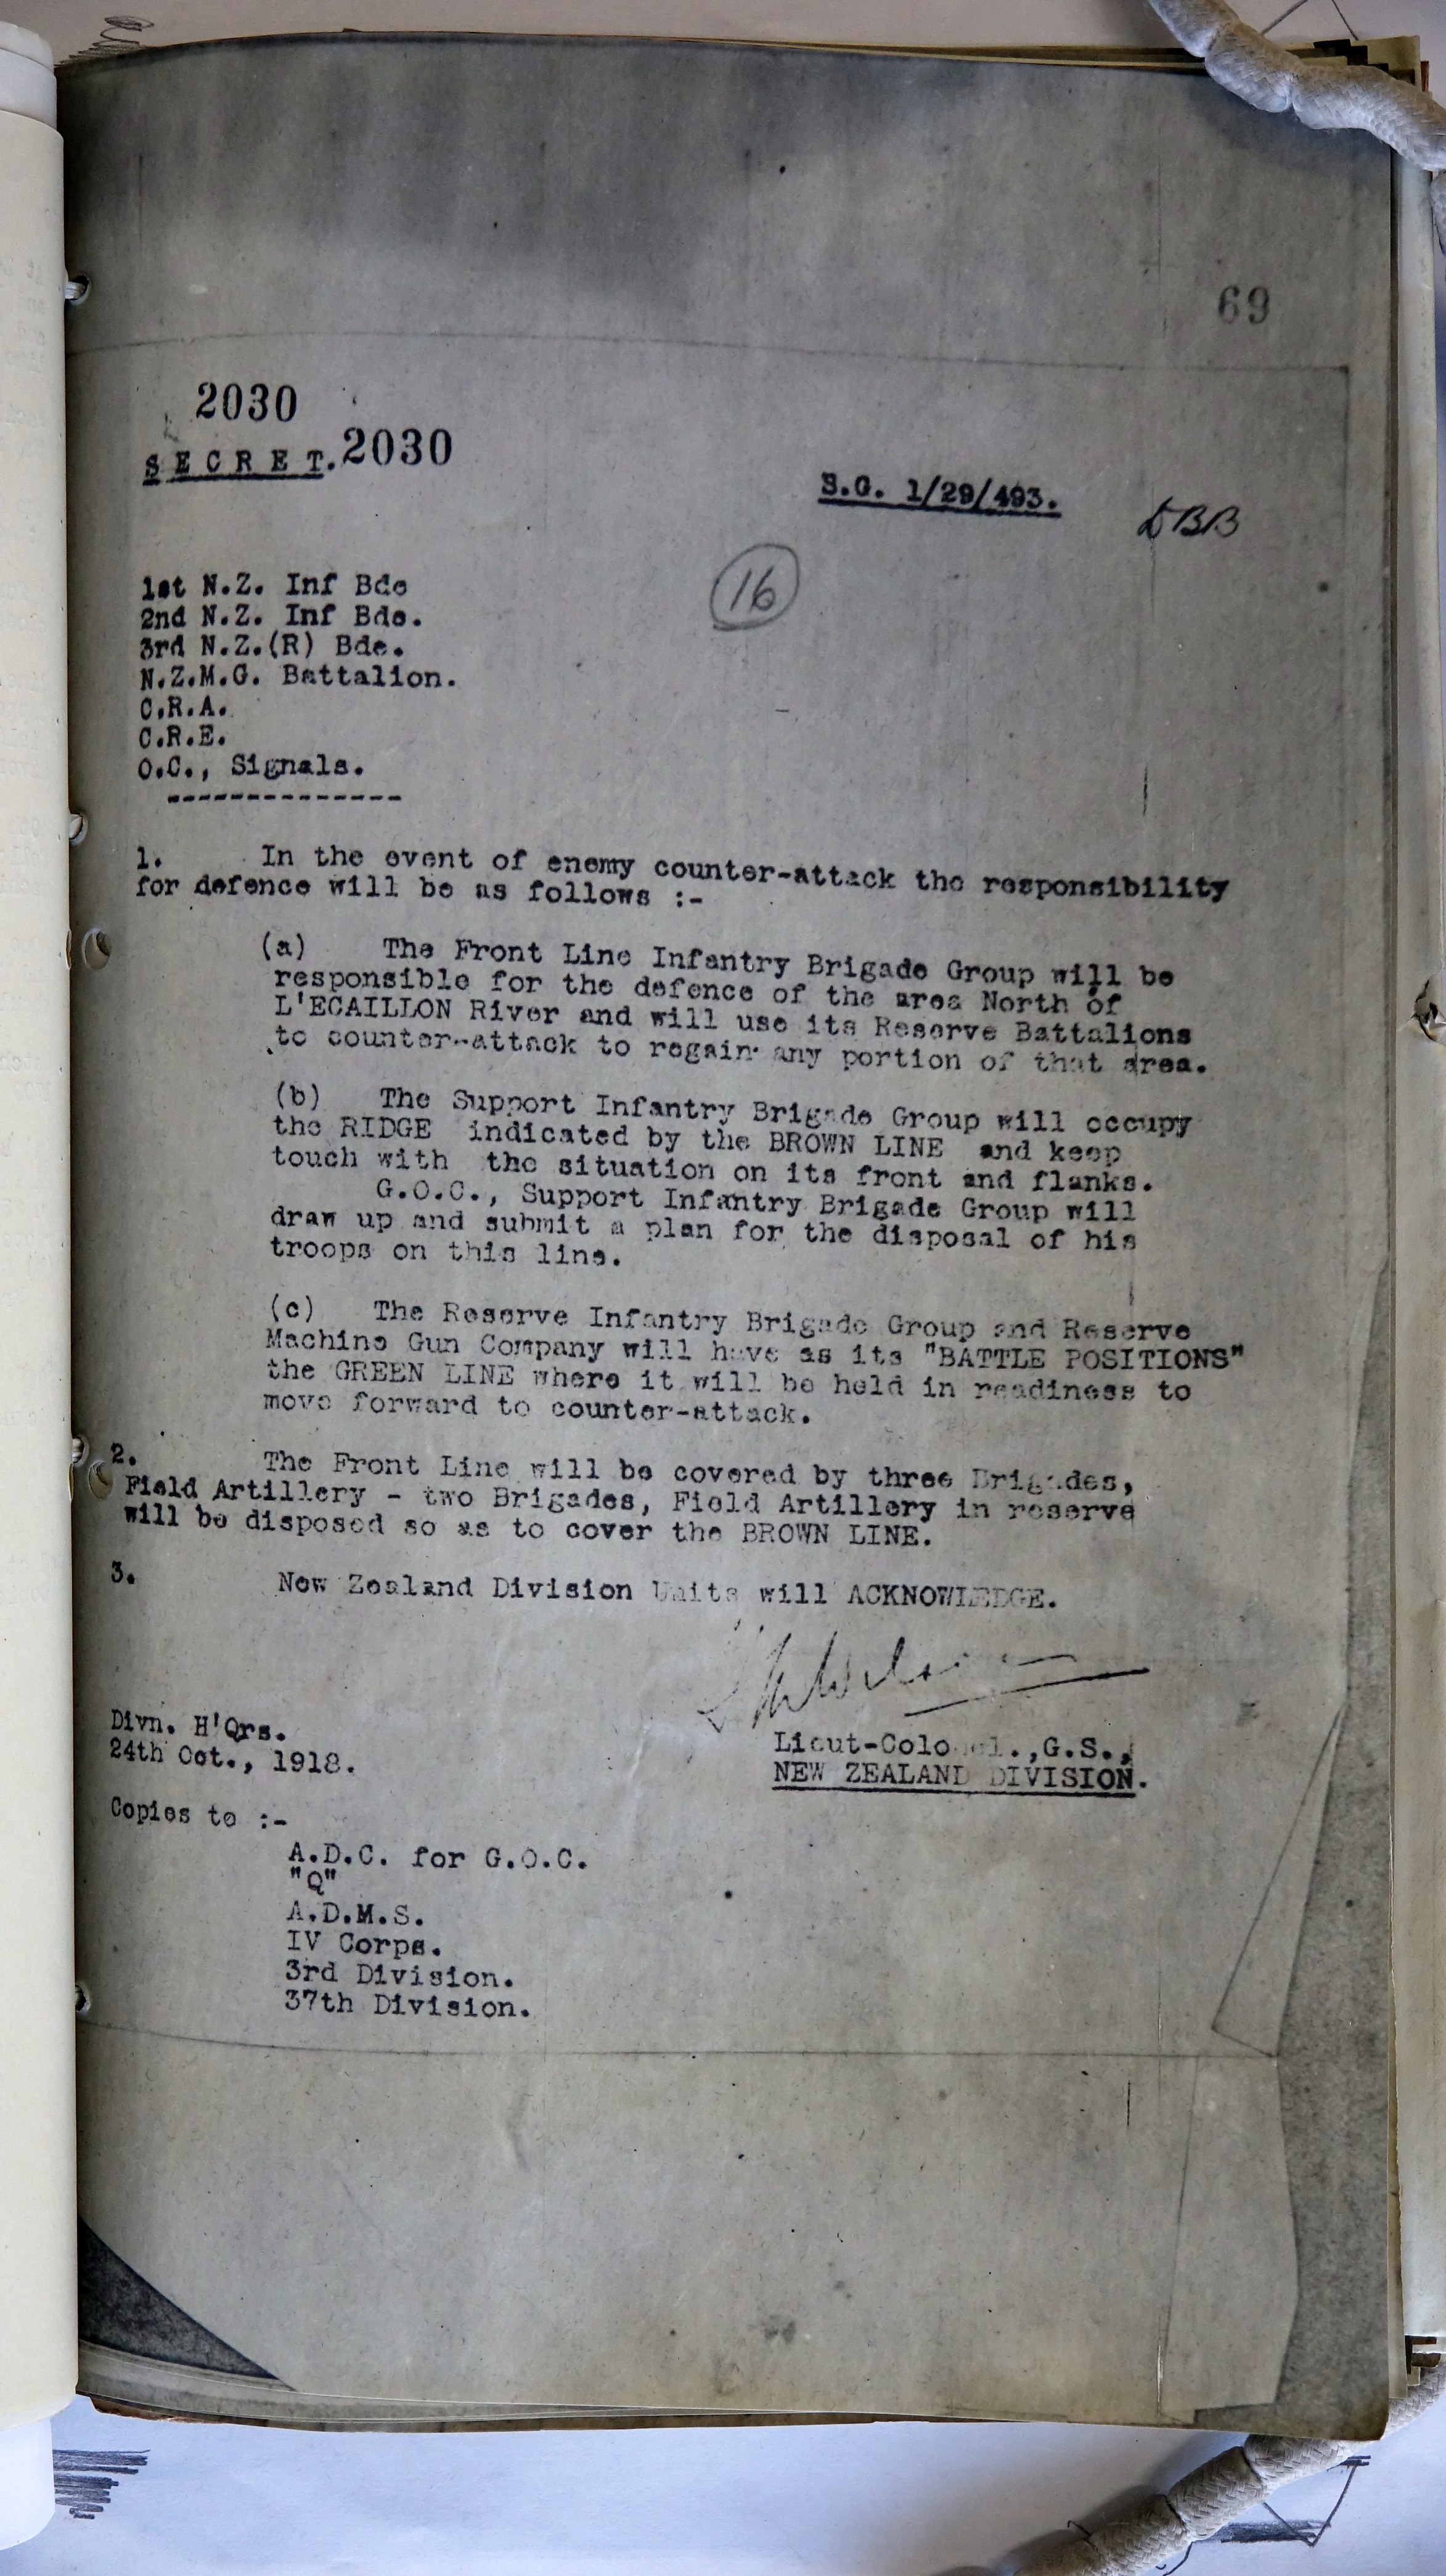 69
2030
SECRET. 2030
S.G. 1/29/493.
BB
16
1st N.Z. Inf Bde
2nd N.Z. Inf Bde.
3rd N.Z.(R) Bde.
N.Z.M.G. Battalion.
C.R.A.
C.R.E.
O.C., Signals.
---------------
1. In the event of enemy counter-attack the responsibility
for defence will be as follows :-
(a) The Front Line Infantry Brigade Group will be
responsible for the defence of the area North of
L'ECAILLON River and will use its Reserve Battalions
to counter-attack to regain any portion of that area.
(b) The Support Infantry Brigade Group will occupy
the RIDGE indicated by the BROWN LINE and keep
touch with the situation on its front and flanks.
G.O.C., Support Infantry Brigade Group will
draw up and submit a plan for the disposal of his
troops on this line.
(c) The Reserve Infantry Brigade Group and Reserve
Machine Gun Company will have as its "BATTLE POSITIONS"
the GREEN LINE where it will be held in readiness to
move forward to counter-attack.
2. The Front Line will be covered by three Brigades,
Field Artillery - two Brigades, Field Artillery in reserve
will be disposed so as to cover the BROWN LINE.
3. New Zealand Division Units will ACKNOWLEDGE.
Lieut-Colonel.,G.S.,
NEW ZEALAND DIVISION.
Divn. H'Qrs.
24th Oct., 1918.
Copies to :-
A.D.C. for G.O.C.
"Q"
A.D.M.S.
IV Corps.
3rd Division.
37th Division.